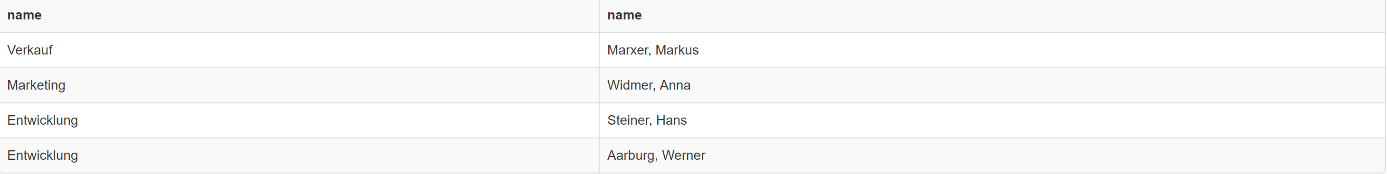 name name
Verkauf Marxer, Markus
Marketing Widmer, Anna
Entwicklung Steiner, Hans
Entwicklung Aarburg, Werner